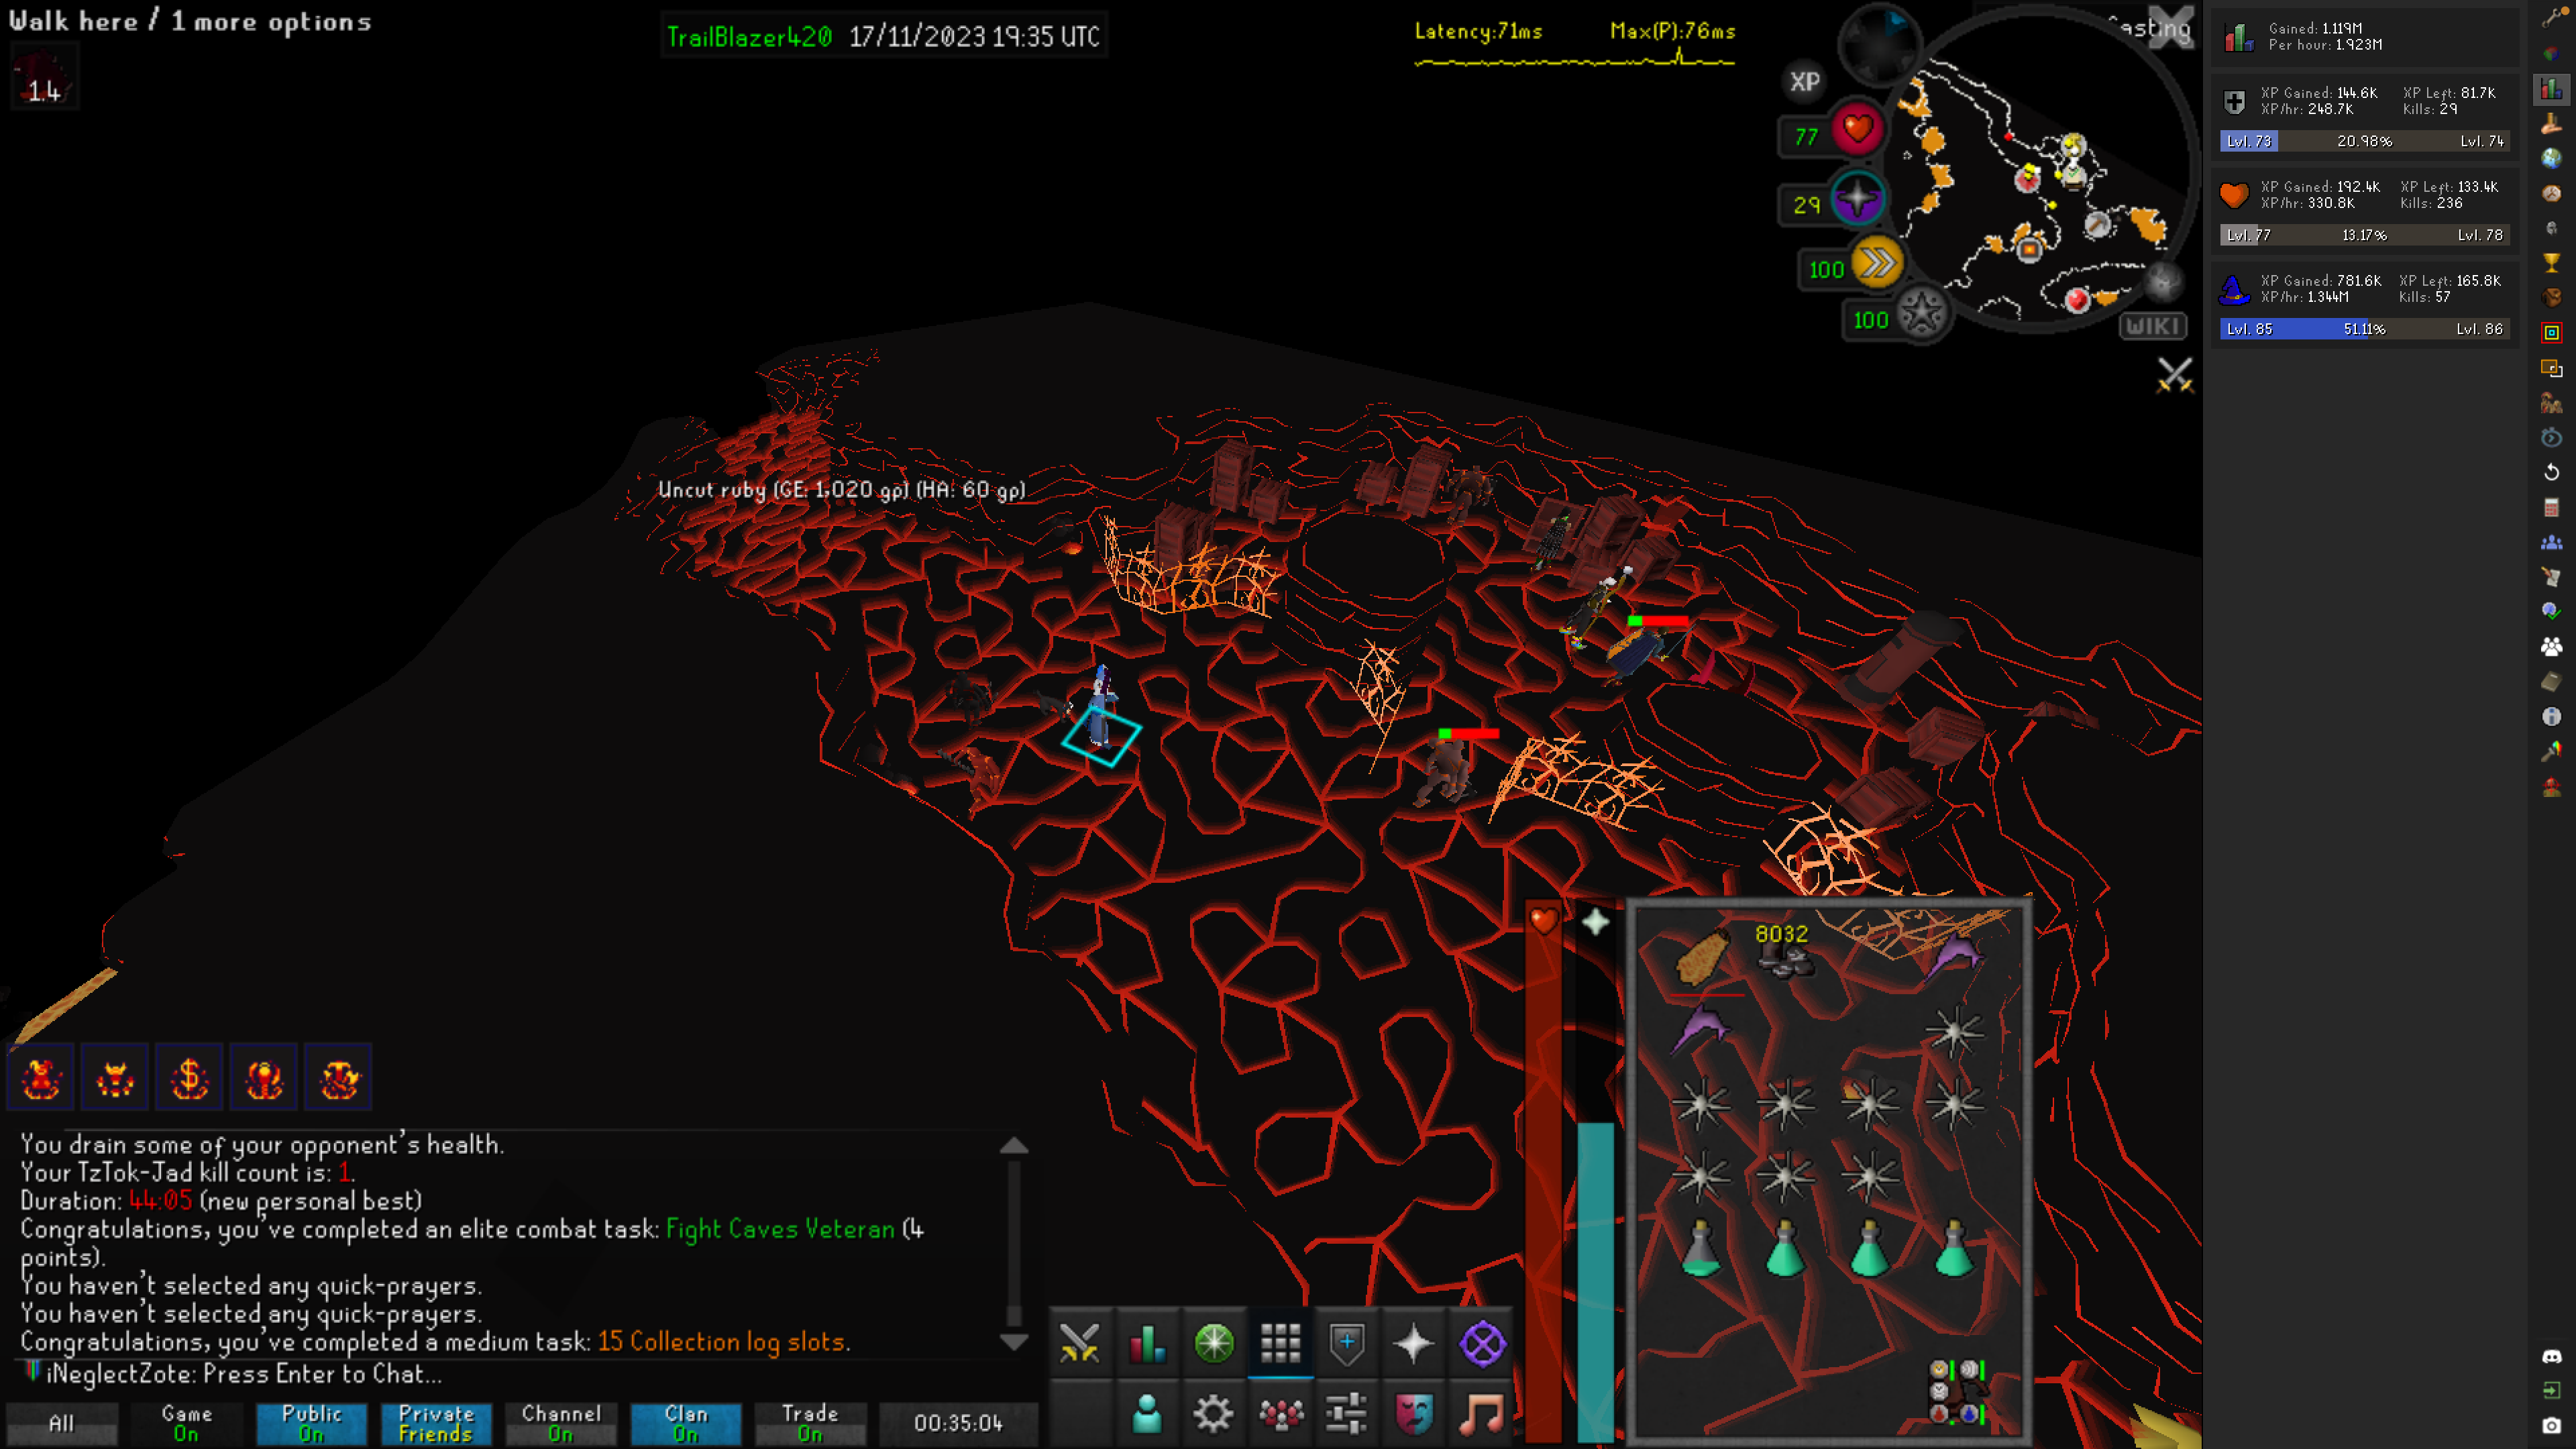 Walk here / 1 more options
1.4
TrailBlazer420 17/11/2023 19:35 UTC
Latency:71ms Max(P):76ms
asting
XP
77
29
100
100
WIKI
Gained: 1.119M
Per hour: 1.923M
XP Gained: 144.6K XP Left: 81.7K
XP/hr: 248.7K Kills: 29
Lvl. 73 20.98% Lvl. 74
XP Gained: 192.4K XP Left: 133.4K
XP/hr: 330.8K Kills: 236
Lvl. 77 13.17% Lvl. 78
XP Gained: 781.6K XP Left: 165.8K
XP/hr: 1.344M Kills: 57
Lvl. 85 51.11% Lvl. 86
Uncut ruby (GE: 1,020 gp) (HA: 60 gp)
8032
You drain some of your opponent's health.
Your TzTok-Jad kill count is: 1.
Duration: 44:05 (new personal best)
Congratulations, you've completed an elite combat task: Fight Caves Veteran (4
points).
You haven't selected any quick-prayers.
You haven't selected any quick-prayers.
Congratulations, you've completed a medium task: 15 Collection log slots.
iNeglectZote: Press Enter to Chat...
All
Game
On
Public
On
Private
Friends
Channel
On
Clan
On
Trade
On
00:35:04